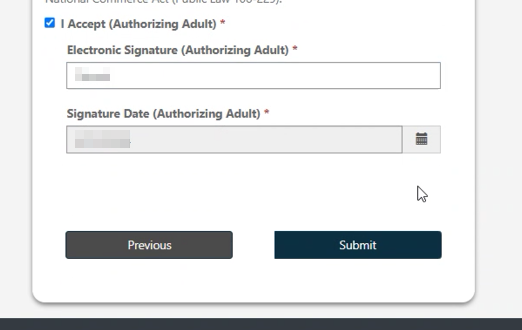 National Commerce Act (Public Law 106-229).
I Accept (Authorizing Adult) *
Electronic Signature (Authorizing Adult) *
Signature Date (Authorizing Adult) *
Previous
Submit